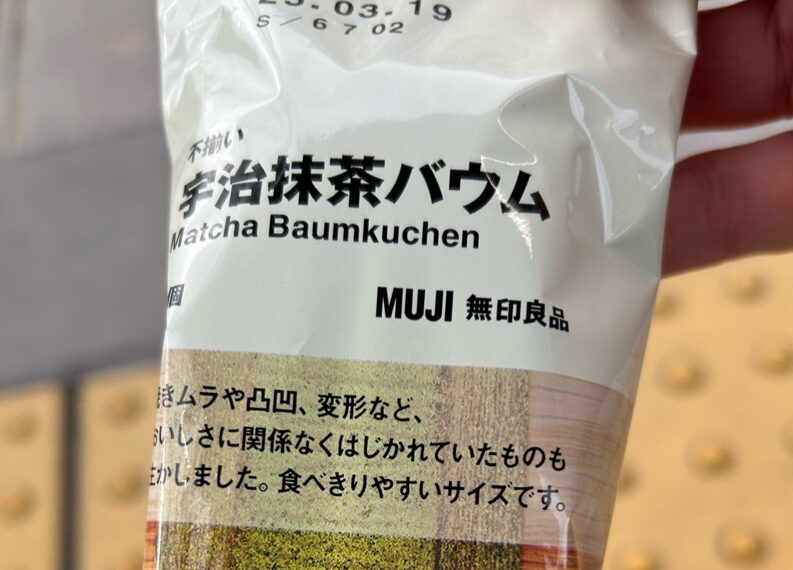 .03.19
S/6702
不揃い
宇治抹茶バウム
Matcha Baumkuchen
個
MUJI 無印良品
きムラや凸凹、変形など、
おいしさに関係なくはじかれていたものも
生かしました。食べきりやすいサイズです。